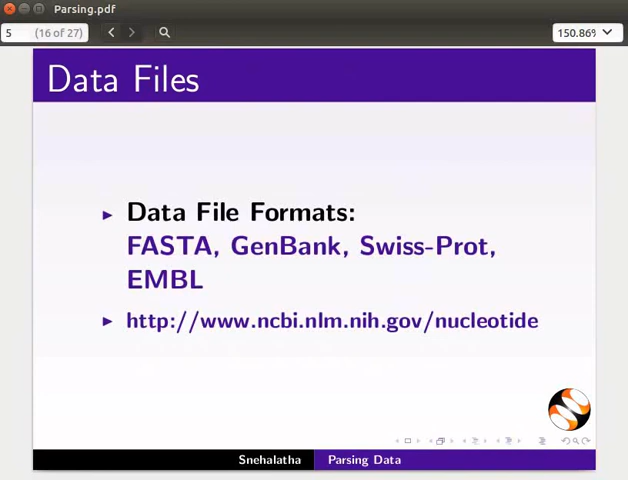 Parsing.pdf
5 (16 of 27) 150.86%
Data Files
Data File Formats:
FASTA, GenBank, Swiss-Prot,
EMBL
http://www.ncbi.nlm.nih.gov/nucleotide
Snehalatha Parsing Data